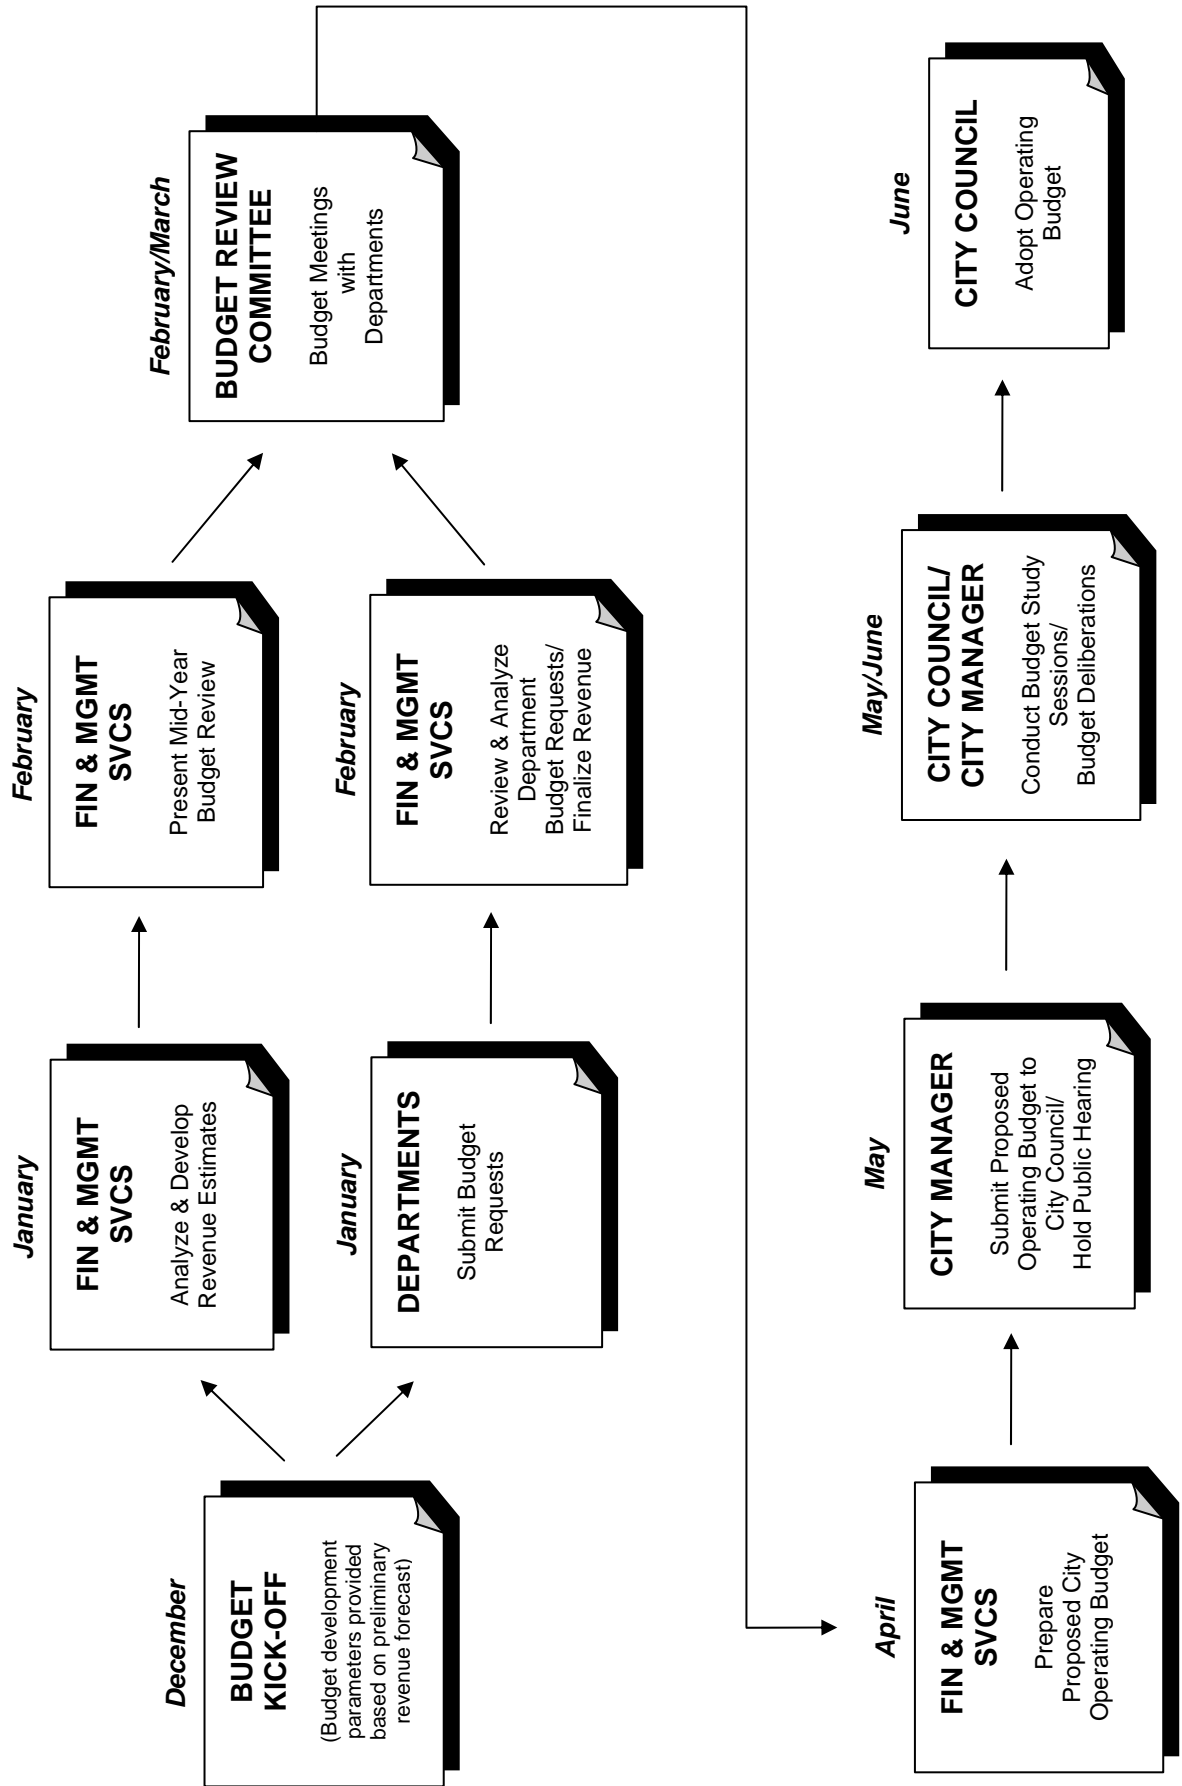 December
BUDGET
KICK-OFF
(Budget development
parameters provided
based on preliminary
revenue forecast)
January
FIN & MGMT
SVCS
Analyze & Develop
Revenue Estimates
January
DEPARTMENTS
Submit Budget
Requests
February
FIN & MGMT
SVCS
Present Mid-Year
Budget Review
February
FIN & MGMT
SVCS
Review & Analyze
Department
Budget Requests/
Finalize Revenue
February/March
BUDGET REVIEW
COMMITTEE
Budget Meetings
with
Departments
April
FIN & MGMT
SVCS
Prepare
Proposed City
Operating Budget
May
CITY MANAGER
Submit Proposed
Operating Budget to
City Council/
Hold Public Hearing
May/June
CITY COUNCIL/
CITY MANAGER
Conduct Budget Study
Sessions/
Budget Deliberations
June
CITY COUNCIL
Adopt Operating
Budget